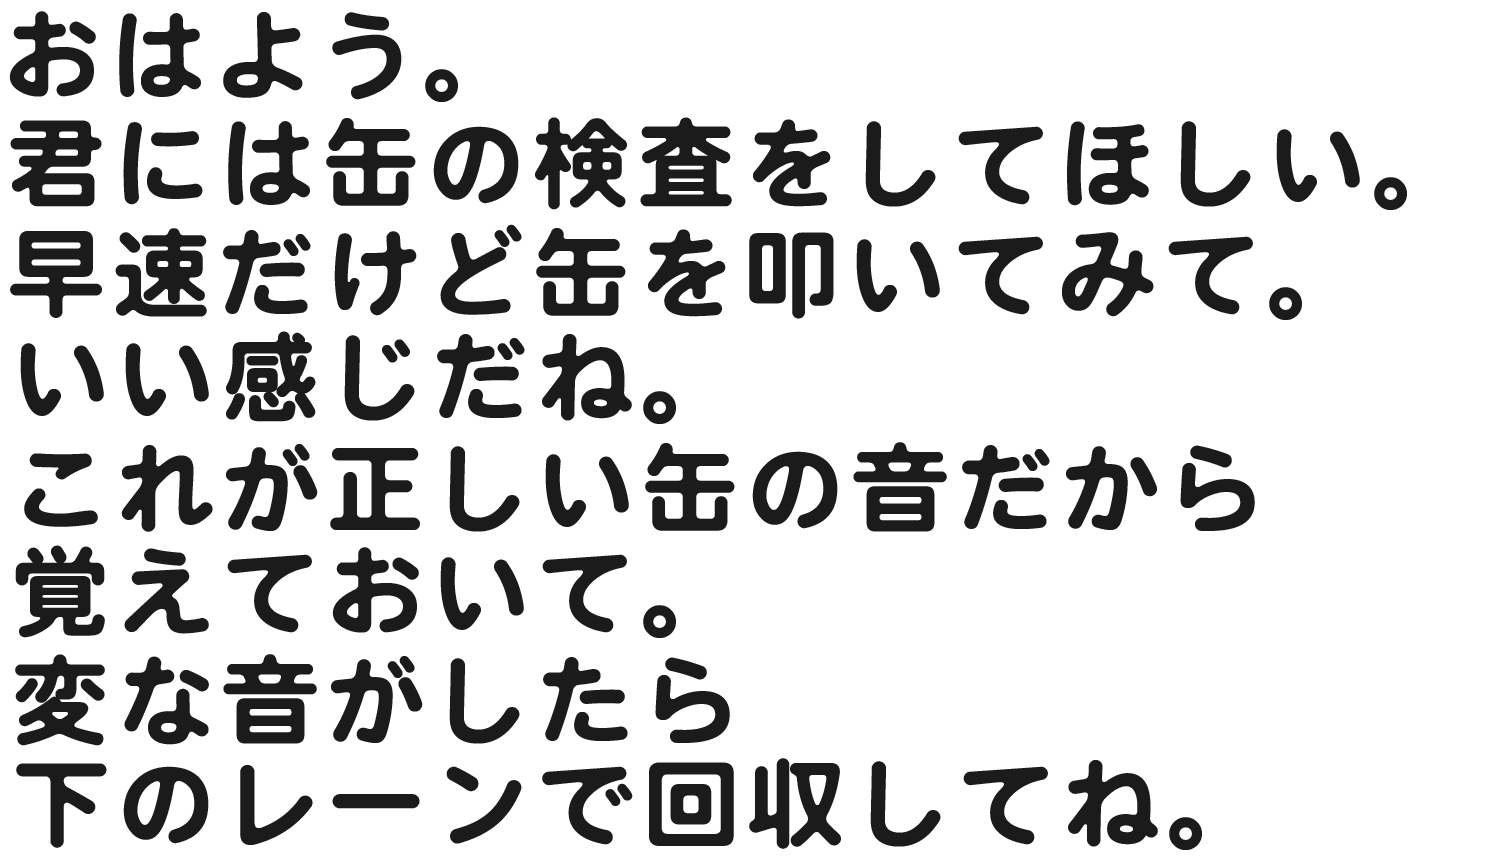 おはよう。
君には缶の検査をしてほしい。
早速だけど缶を叩いてみて。
いい感じだね。
これが正しい缶の音だから
覚えておいて。
変な音がしたら
下のレーンで回収してね。